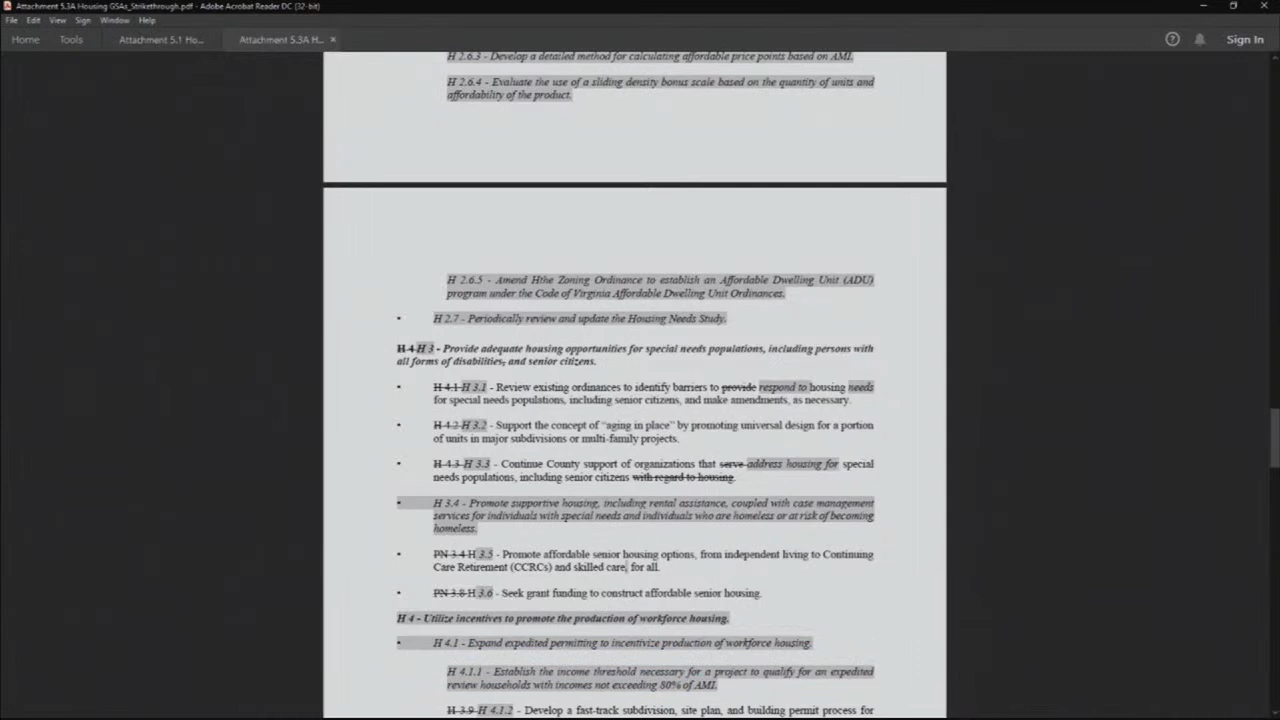 Attachment 5.3A Housing GSAs_Strikethrough.pdf - Adobe Acrobat Reader DC (32-bit)
File Edit View Sign Window Help
Home Tools Attachment 5.1 Ho... Attachment 5.3A H... × Sign In
H 2.6.3 - Develop a detailed method for calculating affordable price points based on AMI.
H 2.6.4 - Evaluate the use of a sliding density bonus scale based on the quantity of units and
affordability of the product.
H 2.6.5 - Amend Hthe Zoning Ordinance to establish an Affordable Dwelling Unit (ADU)
program under the Code of Virginia Affordable Dwelling Unit Ordinances.
• H 2.7 - Periodically review and update the Housing Needs Study.
H 4 H 3 - Provide adequate housing opportunities for special needs populations, including persons with
all forms of disabilities, and senior citizens.
• H 4.1 H 3.1 - Review existing ordinances to identify barriers to provide respond to housing needs
for special needs populations, including senior citizens, and make amendments, as necessary.
• H 4.2 H 3.2 - Support the concept of "aging in place" by promoting universal design for a portion
of units in major subdivisions or multi-family projects.
• H 4.3 H 3.3 - Continue County support of organizations that serve address housing for special
needs populations, including senior citizens with regard to housing.
• H 3.4 - Promote supportive housing, including rental assistance, coupled with case management
services for individuals with special needs and individuals who are homeless or at risk of becoming
homeless.
• PN 3.4 H 3.5 - Promote affordable senior housing options, from independent living to Continuing
Care Retirement (CCRCs) and skilled care, for all.
• PN 3.8 H 3.6 - Seek grant funding to construct affordable senior housing.
H 4 - Utilize incentives to promote the production of workforce housing.
• H 4.1 - Expand expedited permitting to incentivize production of workforce housing.
H 4.1.1 - Establish the income threshold necessary for a project to qualify for an expedited
review households with incomes not exceeding 80% of AMI.
H 3.9 H 4.1.2 - Develop a fast-track subdivision, site plan, and building permit process for